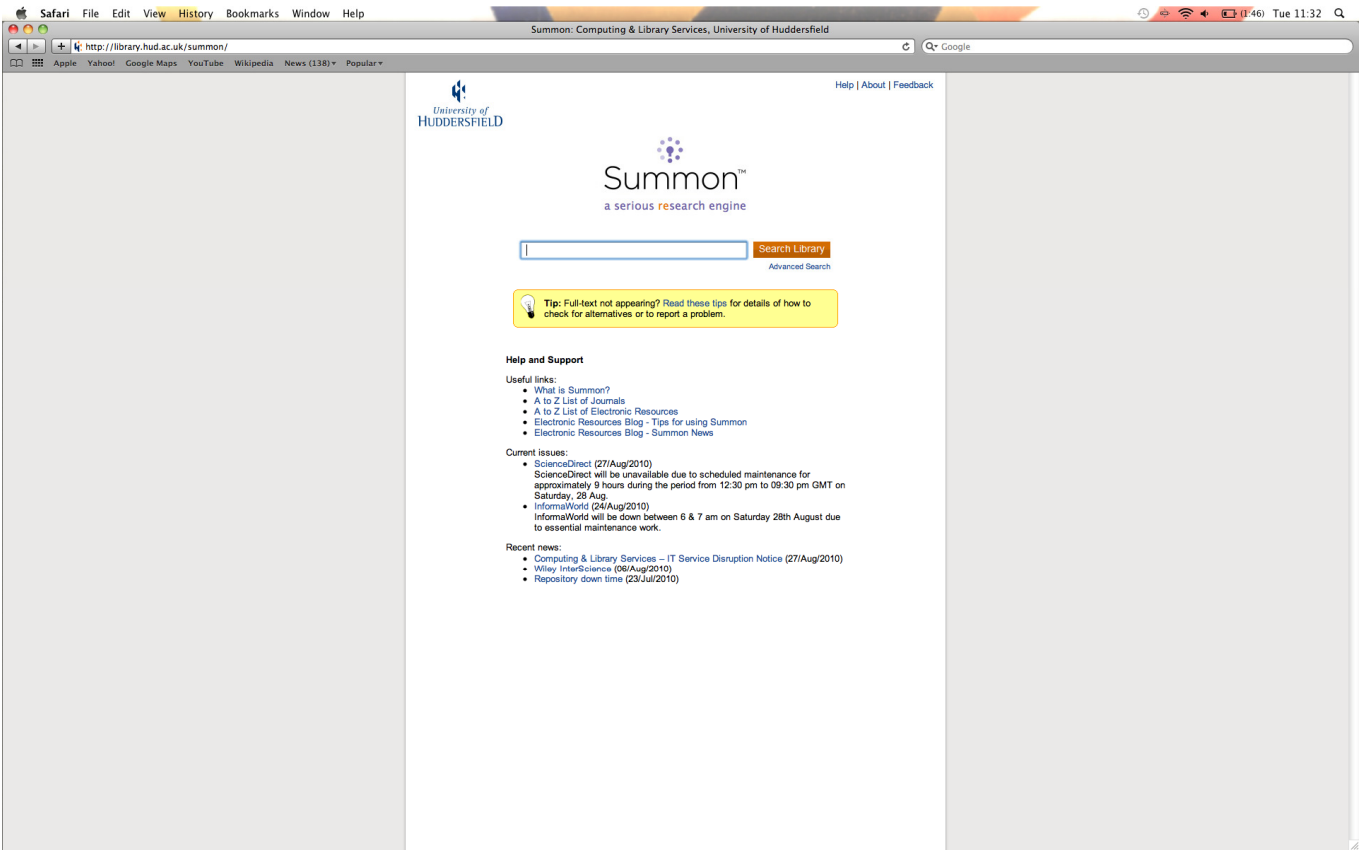 Safari File Edit View History Bookmarks Window Help (1:46) Tue 11:32
Summon: Computing & Library Services, University of Huddersfield
http://library.hud.ac.uk/summon/ Google
Apple Yahoo! Google Maps YouTube Wikipedia News (138) Popular
Help | About | Feedback
University of
HUDDERSFIELD
Summon™
a serious research engine
Search Library
Advanced Search
Tip: Full-text not appearing? Read these tips for details of how to
check for alternatives or to report a problem.
Help and Support
Useful links:
• What is Summon?
• A to Z List of Journals
• A to Z List of Electronic Resources
• Electronic Resources Blog - Tips for using Summon
• Electronic Resources Blog - Summon News
Current issues:
• ScienceDirect (27/Aug/2010)
ScienceDirect will be unavailable due to scheduled maintenance for
approximately 9 hours during the period from 12:30 pm to 09:30 pm GMT on
Saturday, 28 Aug.
• InformaWorld (24/Aug/2010)
InformaWorld will be down between 6 & 7 am on Saturday 28th August due
to essential maintenance work.
Recent news:
• Computing & Library Services – IT Service Disruption Notice (27/Aug/2010)
• Wiley InterScience (06/Aug/2010)
• Repository down time (23/Jul/2010)